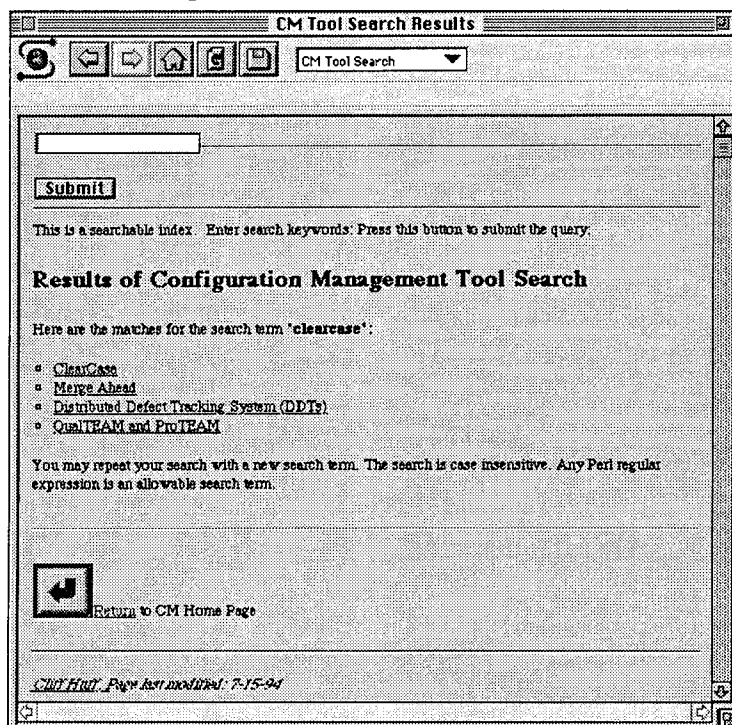 CM Tool Search Results
CM Tool Search
Submit
This is a searchable index. Enter search keywords: Press this button to submit the query:
Results of Configuration Management Tool Search
Here are the matches for the search term "clearcase":
ClearCase
Merge Ahead
Distributed Defect Tracking System (DDTs)
QualTEAM and ProTEAM
You may repeat your search with a new search term. The search is case insensitive. Any Perl regular
expression is an allowable search term.
Return to CM Home Page
Cliff Huff, Page last modified: 7-15-94